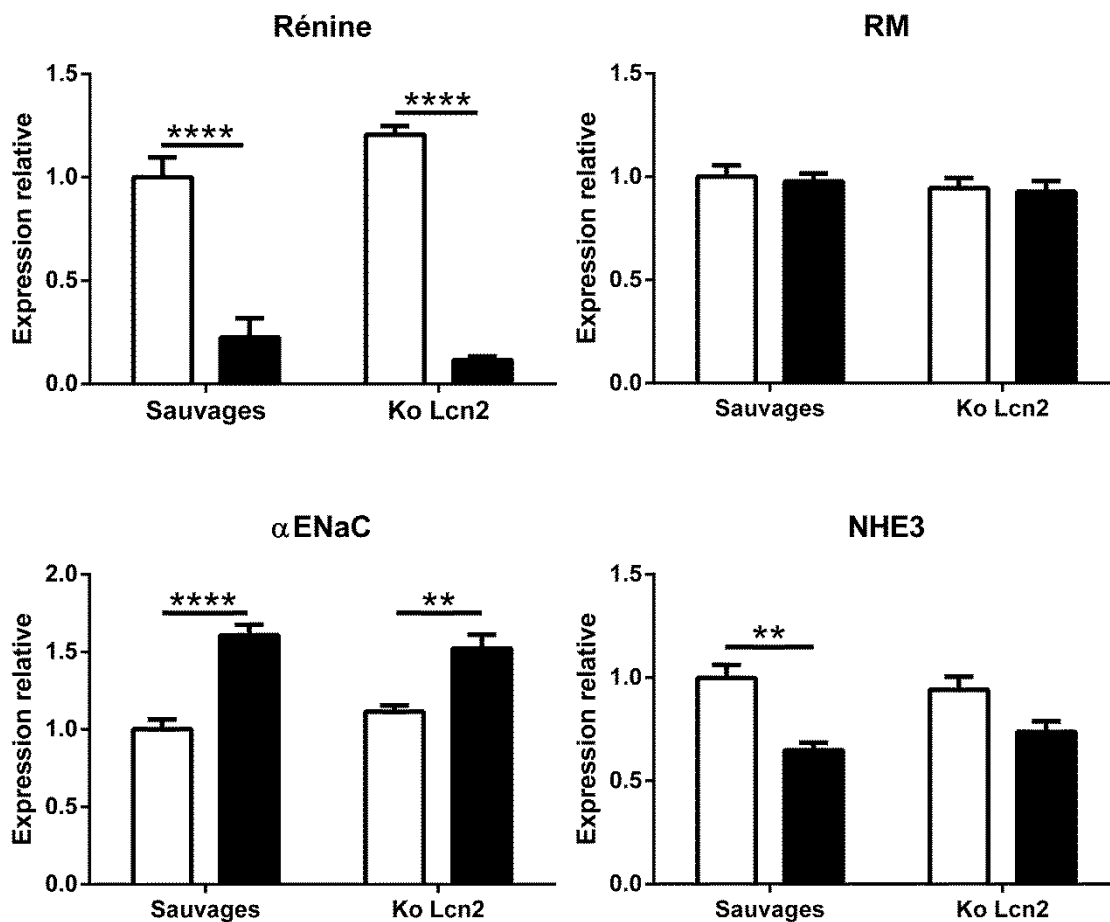 Rénine
Expression relative
1.5
1.0
0.5
0.0
****
****
Sauvages
Ko Lcn2
RM
Expression relative
1.5
1.0
0.5
0.0
Sauvages
Ko Lcn2
αENaC
Expression relative
2.0
1.5
1.0
0.5
0.0
****
**
Sauvages
Ko Lcn2
NHE3
Expression relative
1.5
1.0
0.5
0.0
**
Sauvages
Ko Lcn2